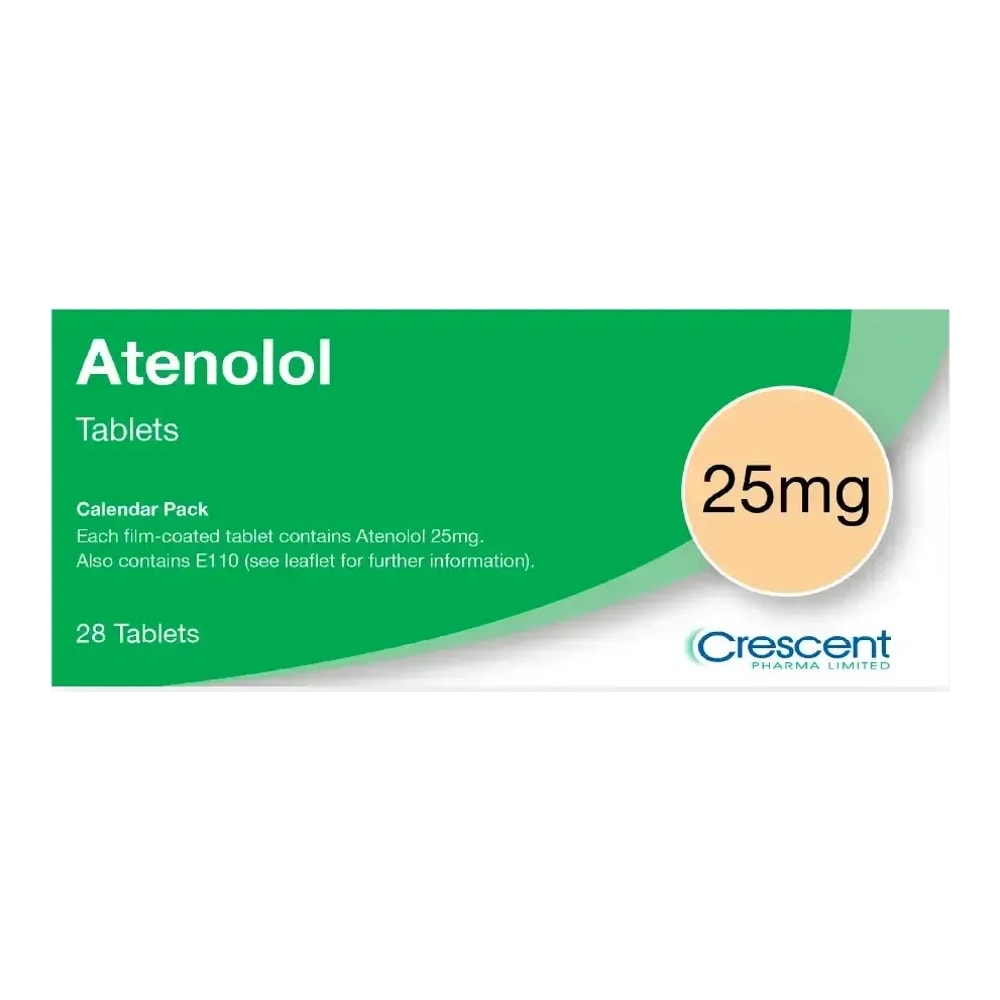 Atenolol
Tablets
25mg
Calendar Pack
Each film-coated tablet contains Atenolol 25mg.
Also contains E110 (see leaflet for further information).
28 Tablets
Crescent
PHARMA LIMITED